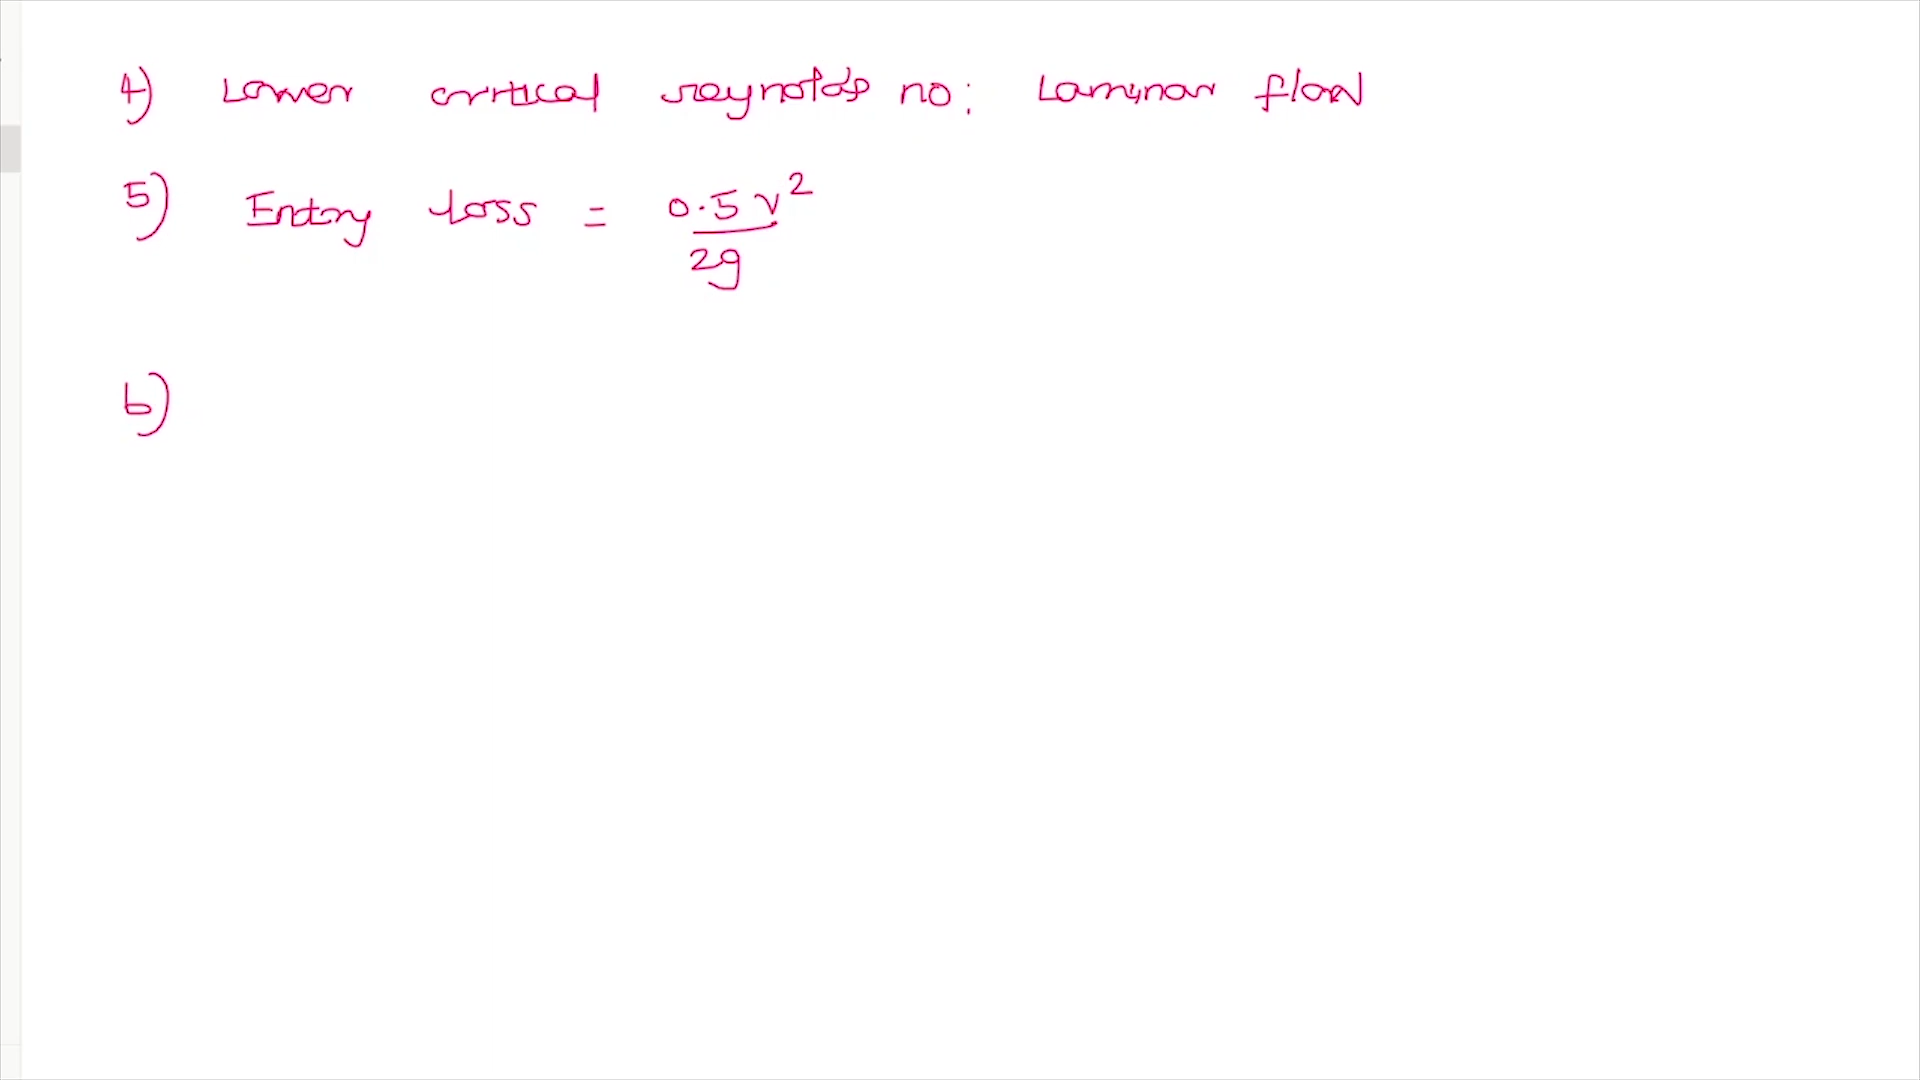 4) Lower critical reynolds no: Laminar flow
5) Entry loss = 0.5 v²
2g
6)